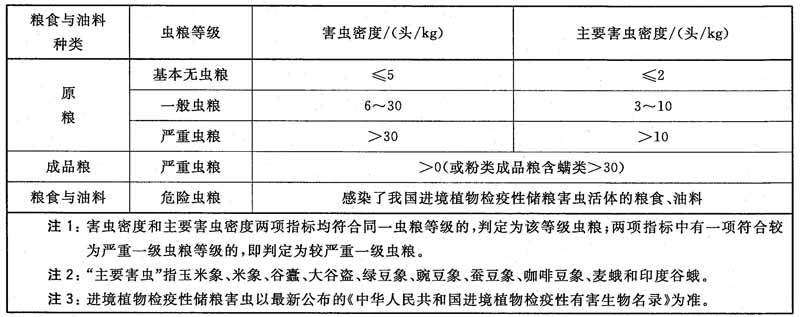 粮食与油料
种类
虫粮等级
害虫密度/(头/kg)
主要害虫密度/(头/kg)
原
粮
基本无虫粮
≤5
≤2
一般虫粮
6～30
3～10
严重虫粮
>30
>10
成品粮
严重虫粮
>0(或粉类成品粮含螨类>30)
粮食与油料
危险虫粮
感染了我国进境植物检疫性储粮害虫活体的粮食、油料
注1：害虫密度和主要害虫密度两项指标均符合同一虫粮等级的，判定为该等级虫粮；两项指标中有一项符合较
为严重一级虫粮等级的，即判定为较严重一级虫粮。
注2：“主要害虫”指玉米象、米象、谷蠹、大谷盗、绿豆象、豌豆象、蚕豆象、咖啡豆象、麦蛾和印度谷蛾。
注3：进境植物检疫性储粮害虫以最新公布的《中华人民共和国进境植物检疫性有害生物名录》为准。